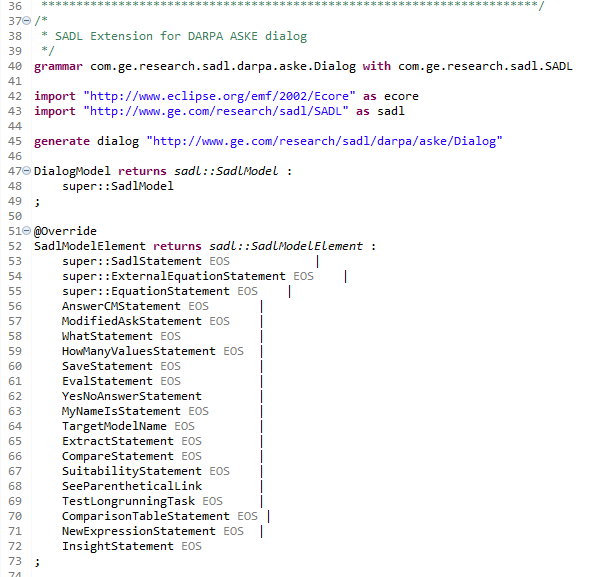 36 *************************************************************************/
37 /*
38 * SADL Extension for DARPA ASKE dialog
39 */
40 grammar com.ge.research.sadl.darpa.aske.Dialog with com.ge.research.sadl.SADL
41
42 import "http://www.eclipse.org/emf/2002/Ecore" as ecore
43 import "http://www.ge.com/research/sadl/SADL" as sadl
44
45 generate dialog "http://www.ge.com/research/sadl/darpa/aske/Dialog"
46
47 DialogModel returns sadl::SadlModel :
48 super::SadlModel
49 ;
50
51 @Override
52 SadlModelElement returns sadl::SadlModelElement :
53 super::SadlStatement EOS |
54 super::ExternalEquationStatement EOS |
55 super::EquationStatement EOS |
56 AnswerCMStatement EOS |
57 ModifiedAskStatement EOS |
58 WhatStatement EOS |
59 HowManyValuesStatement EOS |
60 SaveStatement EOS |
61 EvalStatement EOS |
62 YesNoAnswerStatement |
63 MyNameIsStatement EOS |
64 TargetModelName EOS |
65 ExtractStatement EOS |
66 CompareStatement EOS |
67 SuitabilityStatement EOS |
68 SeeParentheticalLink |
69 TestLongrunningTask EOS |
70 ComparisonTableStatement EOS |
71 NewExpressionStatement EOS |
72 InsightStatement EOS
73 ;
74